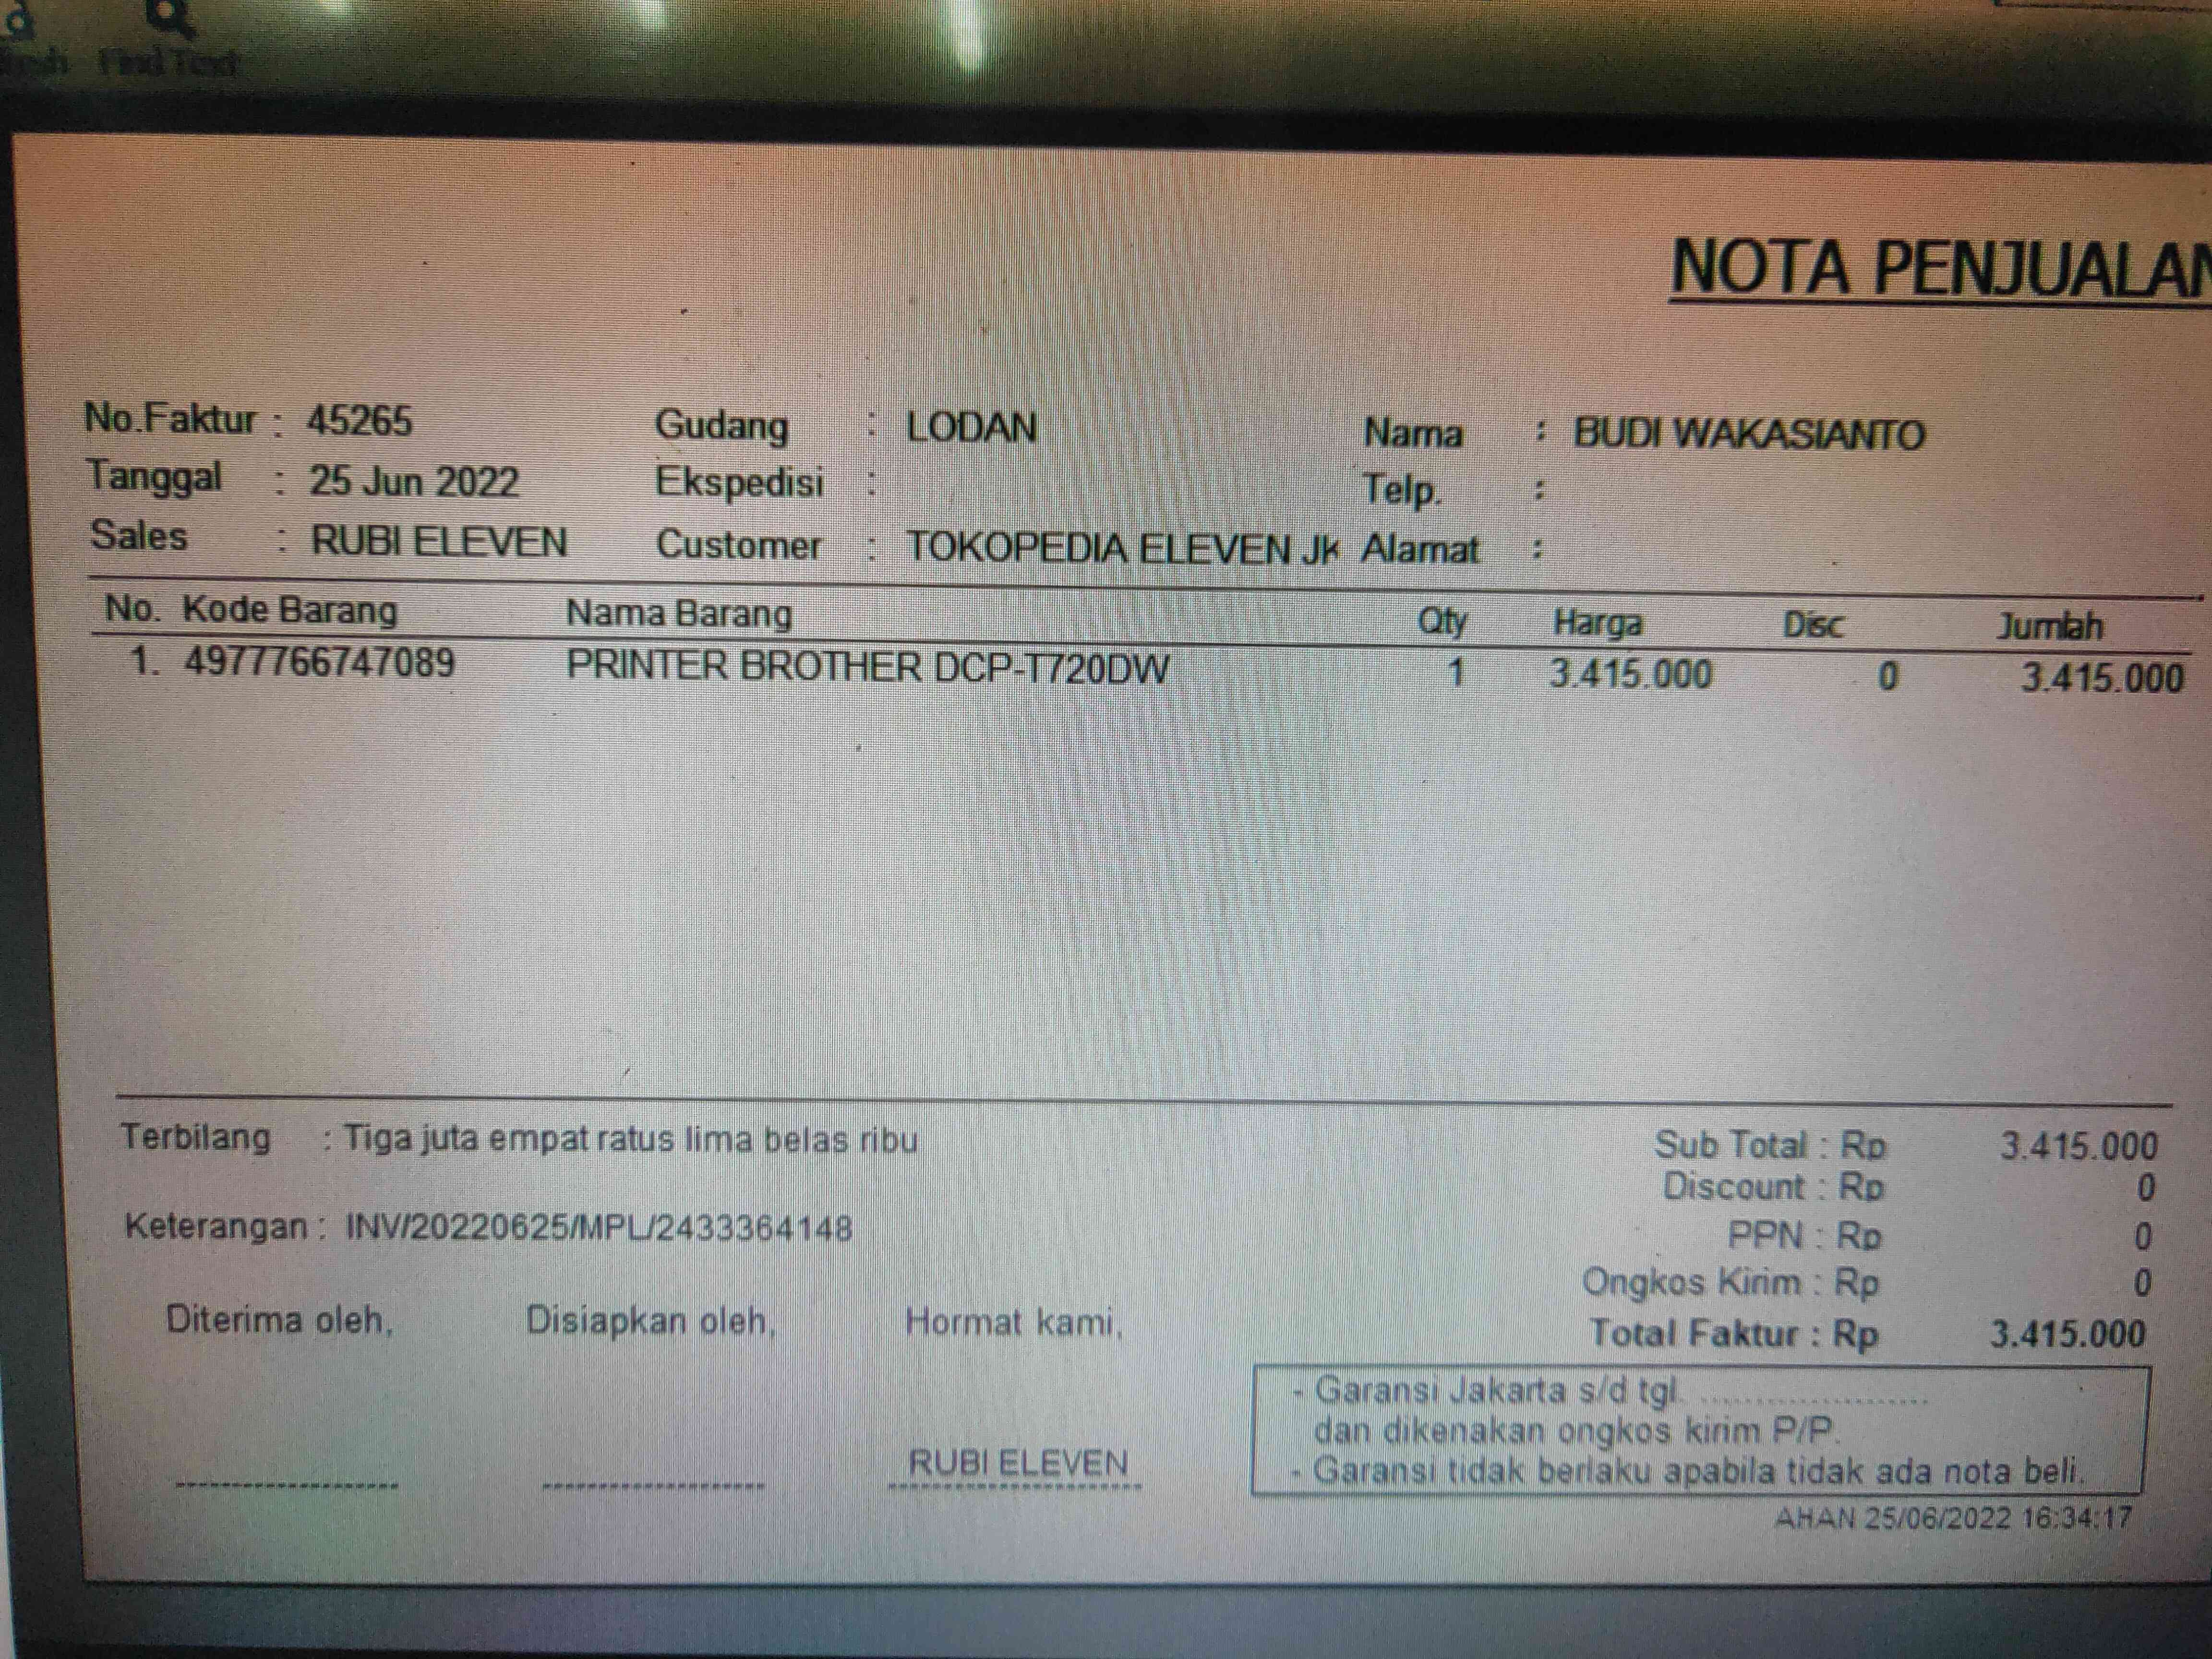 Find Text
NOTA PENJUALAN
No.Faktur : 45265 Gudang : LODAN Nama : BUDI WAKASIANTO
Tanggal : 25 Jun 2022 Ekspedisi : Telp. :
Sales : RUBI ELEVEN Customer : TOKOPEDIA ELEVEN JK Alamat :
No. Kode Barang Nama Barang Qty Harga Disc Jumlah
1. 4977766747089 PRINTER BROTHER DCP-T720DW 1 3.415.000 0 3.415.000
Terbilang : Tiga juta empat ratus lima belas ribu Sub Total : Rp 3.415.000
Discount : Rp 0
Keterangan : INV/20220625/MPL/2433364148 PPN : Rp 0
Ongkos Kirim : Rp 0
Diterima oleh, Disiapkan oleh, Hormat kami, Total Faktur : Rp 3.415.000
- Garansi Jakarta s/d tgl. .......................
dan dikenakan ongkos kirim P/P.
RUBI ELEVEN - Garansi tidak berlaku apabila tidak ada nota beli.
AHAN 25/06/2022 16:34:17